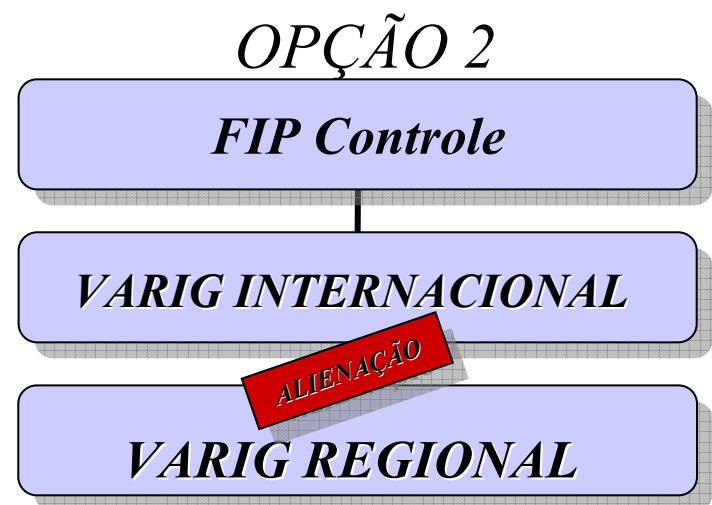 OPÇÃO 2
FIP Controle
VARIG INTERNACIONAL
ALIENAÇÃO
VARIG REGIONAL